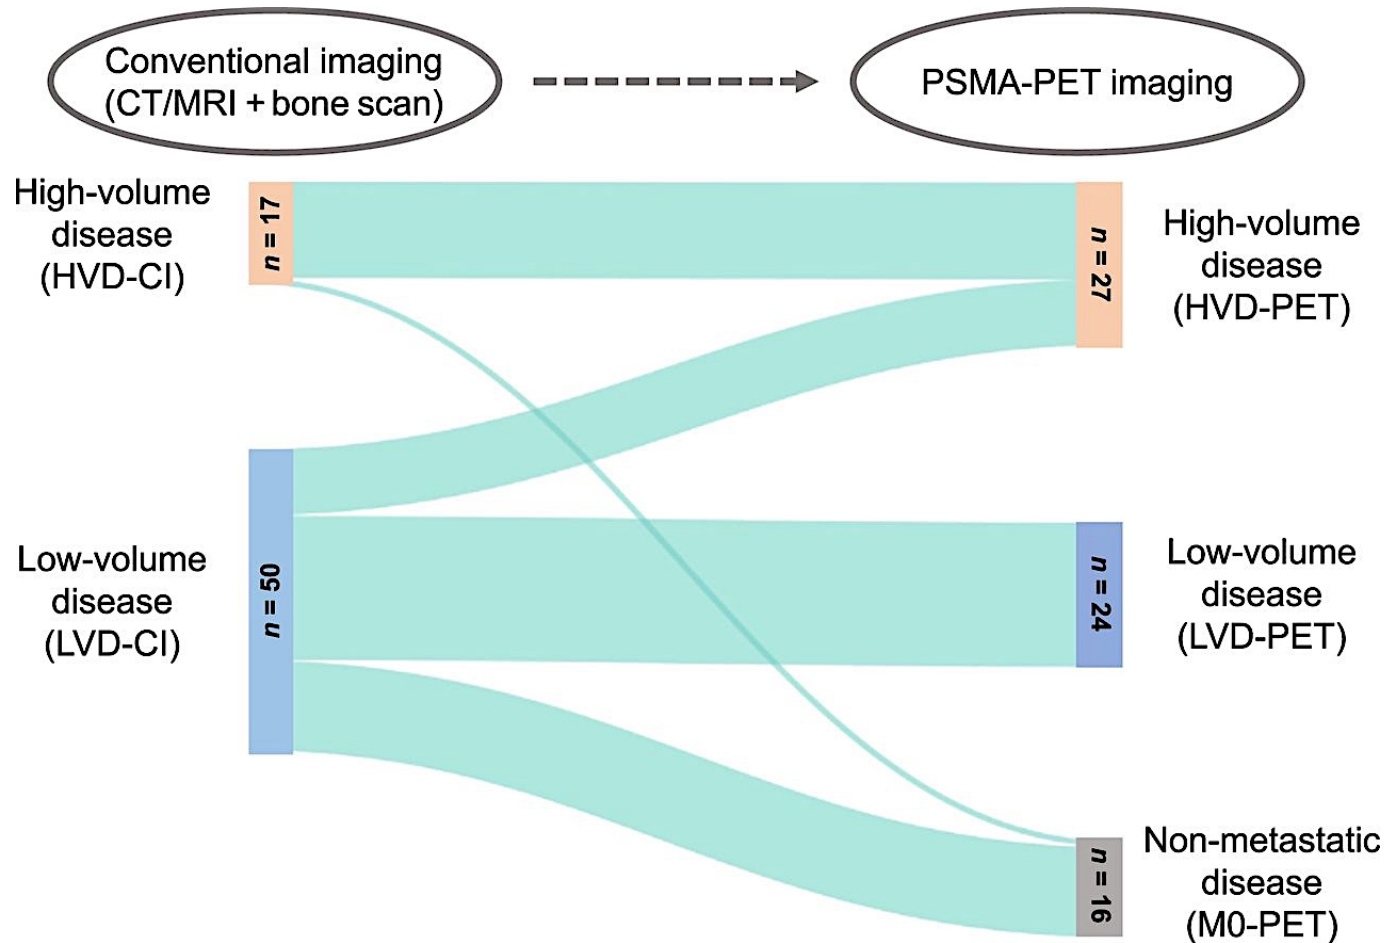 Conventional imaging
(CT/MRI + bone scan)
PSMA-PET imaging
High-volume
disease
(HVD-CI)
n = 17
n = 27
High-volume
disease
(HVD-PET)
Low-volume
disease
(LVD-CI)
n = 50
n = 24
Low-volume
disease
(LVD-PET)
n = 16
Non-metastatic
disease
(M0-PET)